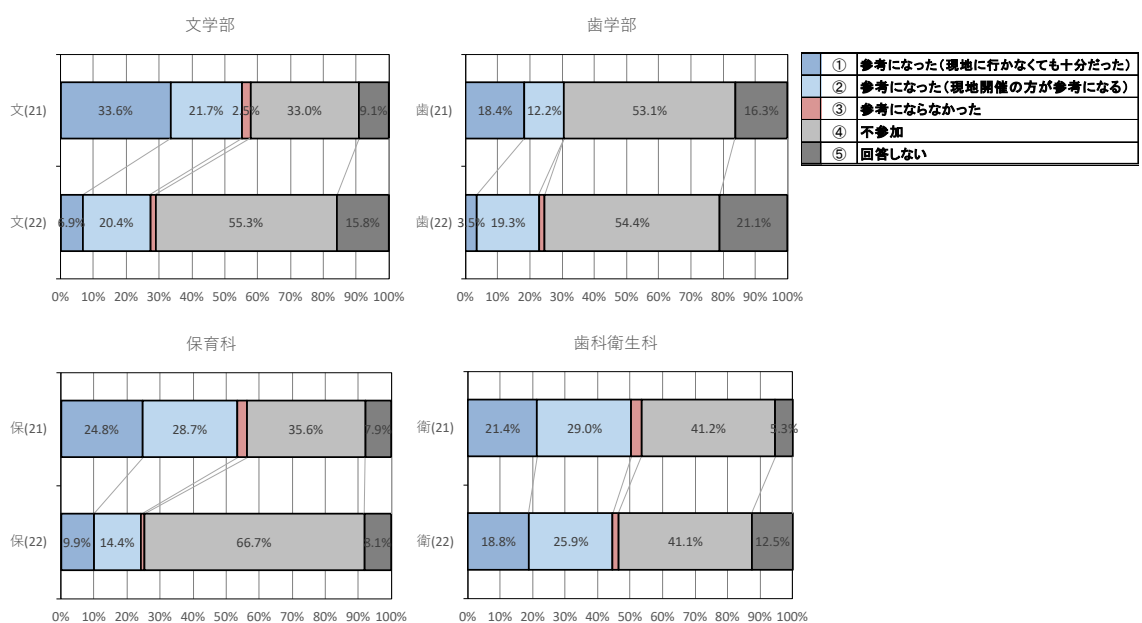 文学部
文(21)
33.6%
21.7%
2.5%
33.0%
9.1%
文(22)
6.9%
20.4%
55.3%
15.8%
0% 10% 20% 30% 40% 50% 60% 70% 80% 90% 100%
歯学部
歯(21)
18.4%
12.2%
53.1%
16.3%
歯(22)
3.5%
19.3%
54.4%
21.1%
0% 10% 20% 30% 40% 50% 60% 70% 80% 90% 100%
① 参考になった(現地に行かなくても十分だった)
② 参考になった(現地開催の方が参考になる)
③ 参考にならなかった
④ 不参加
⑤ 回答しない
保育科
保(21)
24.8%
28.7%
35.6%
7.9%
保(22)
9.9%
14.4%
66.7%
8.1%
0% 10% 20% 30% 40% 50% 60% 70% 80% 90% 100%
歯科衛生科
衛(21)
21.4%
29.0%
41.2%
5.3%
衛(22)
18.8%
25.9%
41.1%
12.5%
0% 10% 20% 30% 40% 50% 60% 70% 80% 90% 100%